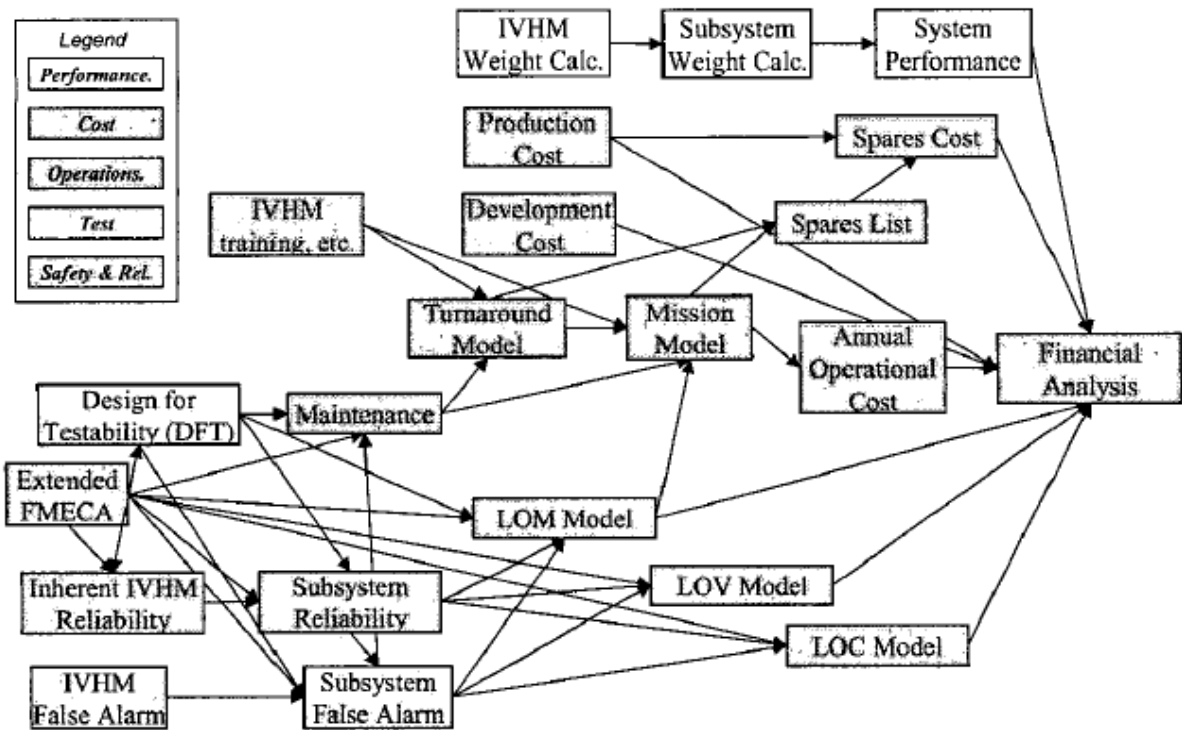 Legend
Performance.
Cost
Operations.
Test
Safety & Rel.
IVHM
Weight Calc.
Subsystem
Weight Calc.
System
Performance
Production
Cost
Spares Cost
IVHM
training, etc.
Development
Cost
Spares List
Turnaround
Model
Mission
Model
Annual
Operational
Cost
Financial
Analysis
Design for
Testability (DFT)
Maintenance
Extended
FMECA
LOM Model
Inherent IVHM
Reliability
Subsystem
Reliability
LOV Model
LOC Model
IVHM
False Alarm
Subsystem
False Alarm